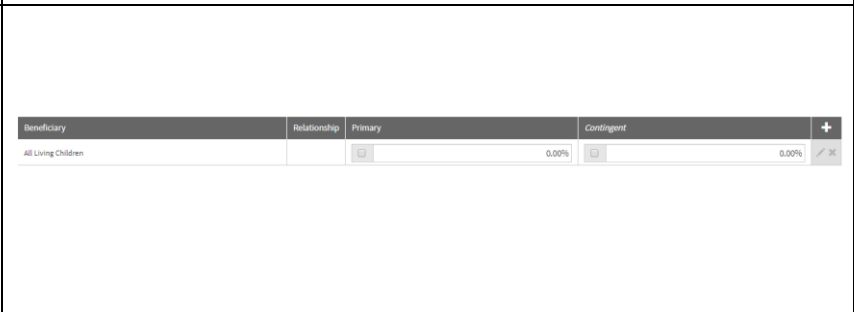 Beneficiary Relationship Primary Contingent +
All Living Children 0.00% 0.00%